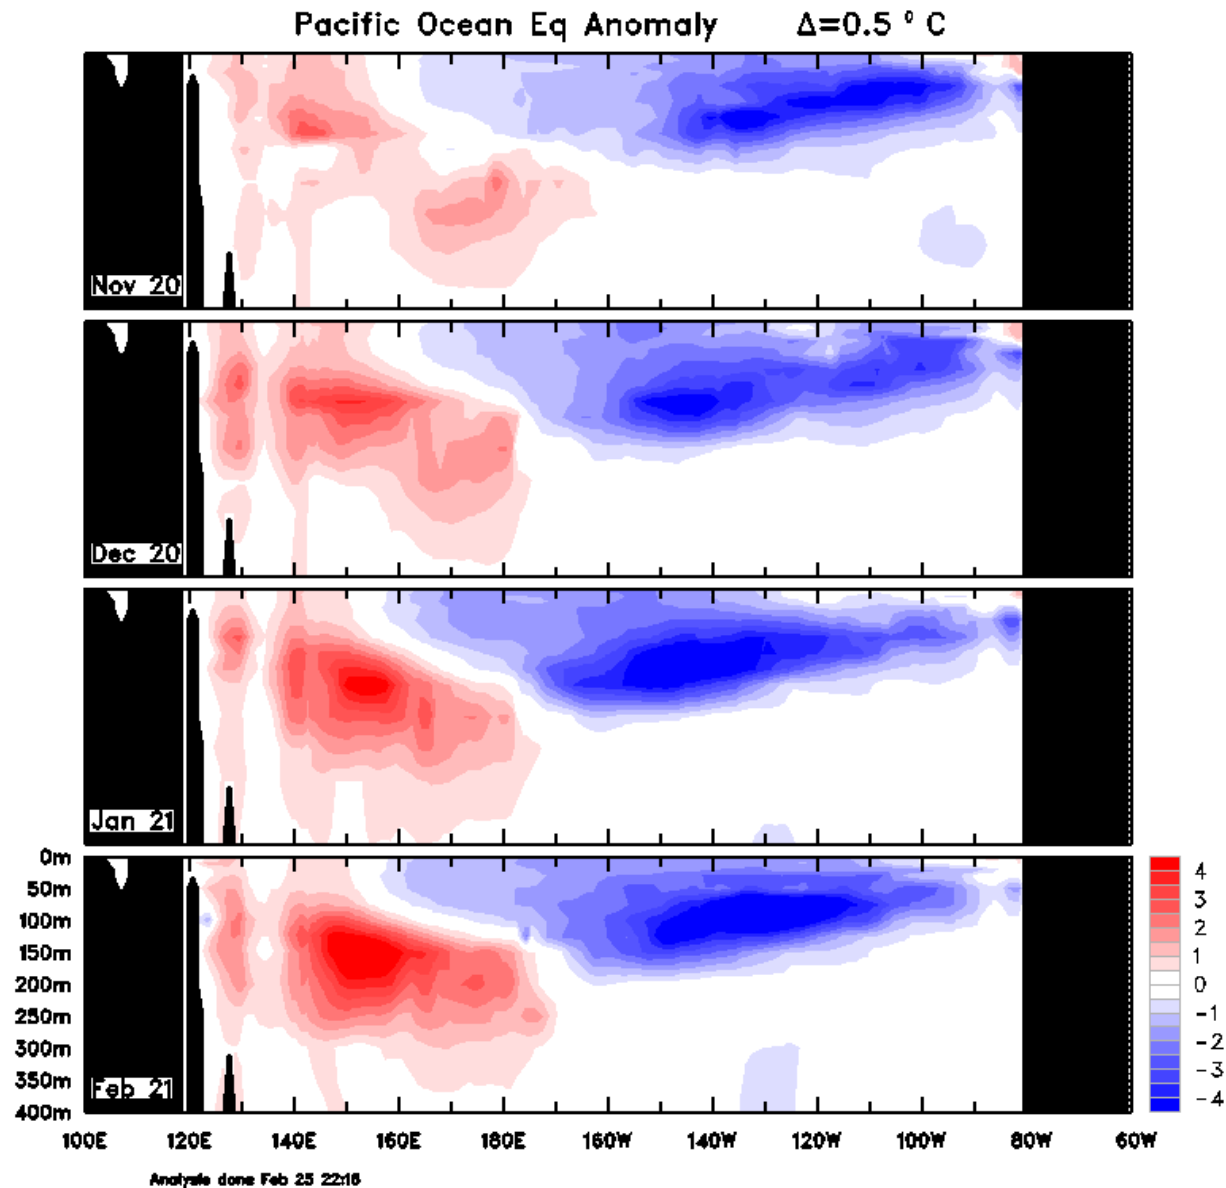 Pacific Ocean Eq Anomaly Δ=0.5 ° C
Nov 20
Dec 20
Jan 21
Feb 21
0m
50m
100m
150m
200m
250m
300m
350m
400m
4
3
2
1
0
-1
-2
-3
-4
100E 120E 140E 160E 180E 160W 140W 120W 100W 80W 60W
Analysis done Feb 25 22:16